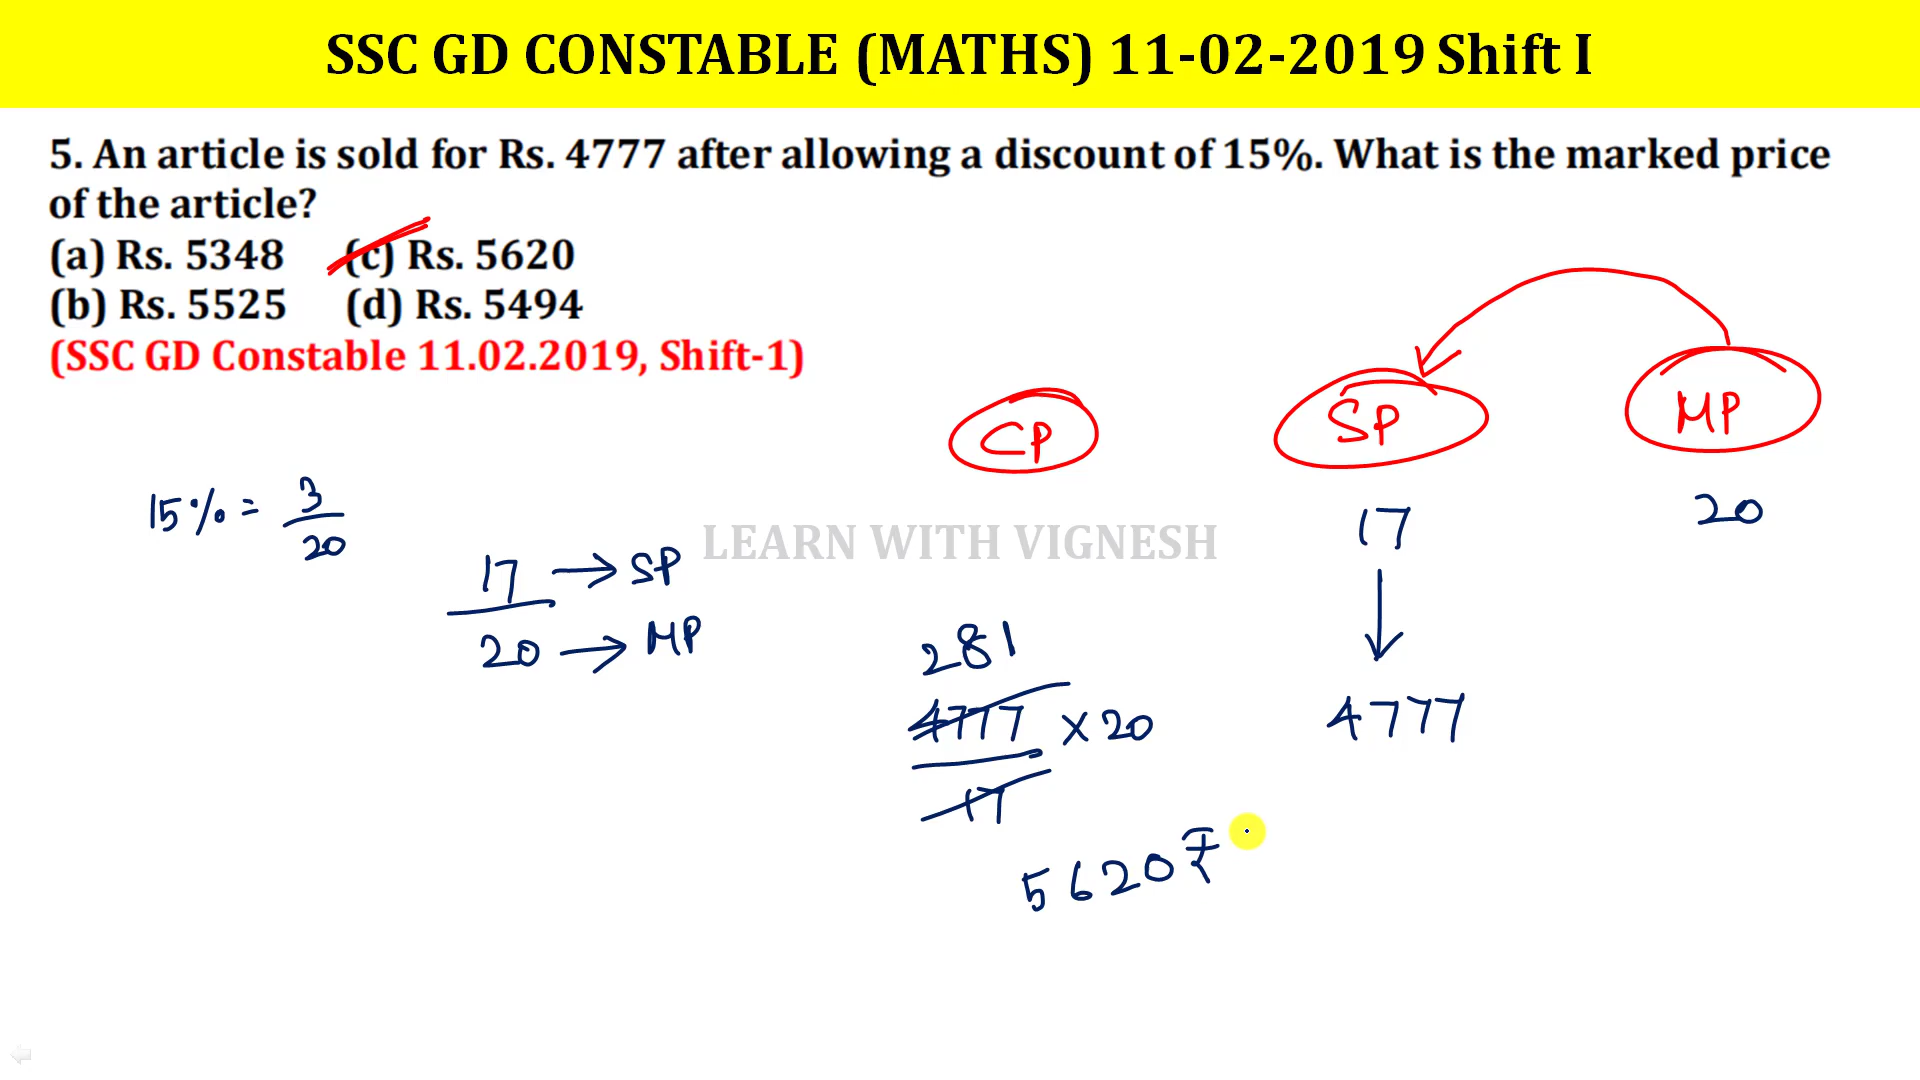 SSC GD CONSTABLE (MATHS) 11-02-2019 Shift I
5. An article is sold for Rs. 4777 after allowing a discount of 15%. What is the marked price
of the article?
(a) Rs. 5348 (c) Rs. 5620
(b) Rs. 5525 (d) Rs. 5494
(SSC GD Constable 11.02.2019, Shift-1)
CP SP MP
15% = 3/20
17 20
LEARN WITH VIGNESH
17 → SP
20 → MP
281
4777 × 20
17
4777
5620 ₹